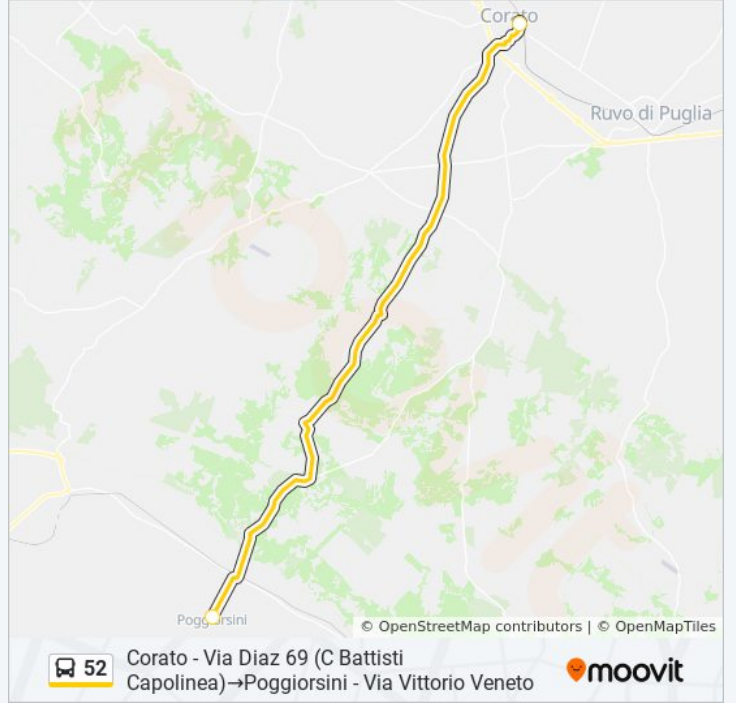 Corato
Ruvo di Puglia
Poggiorsini
© OpenStreetMap contributors | © OpenMapTiles
52
Corato - Via Diaz 69 (C Battisti
Capolinea)→Poggiorsini - Via Vittorio Veneto
moovit